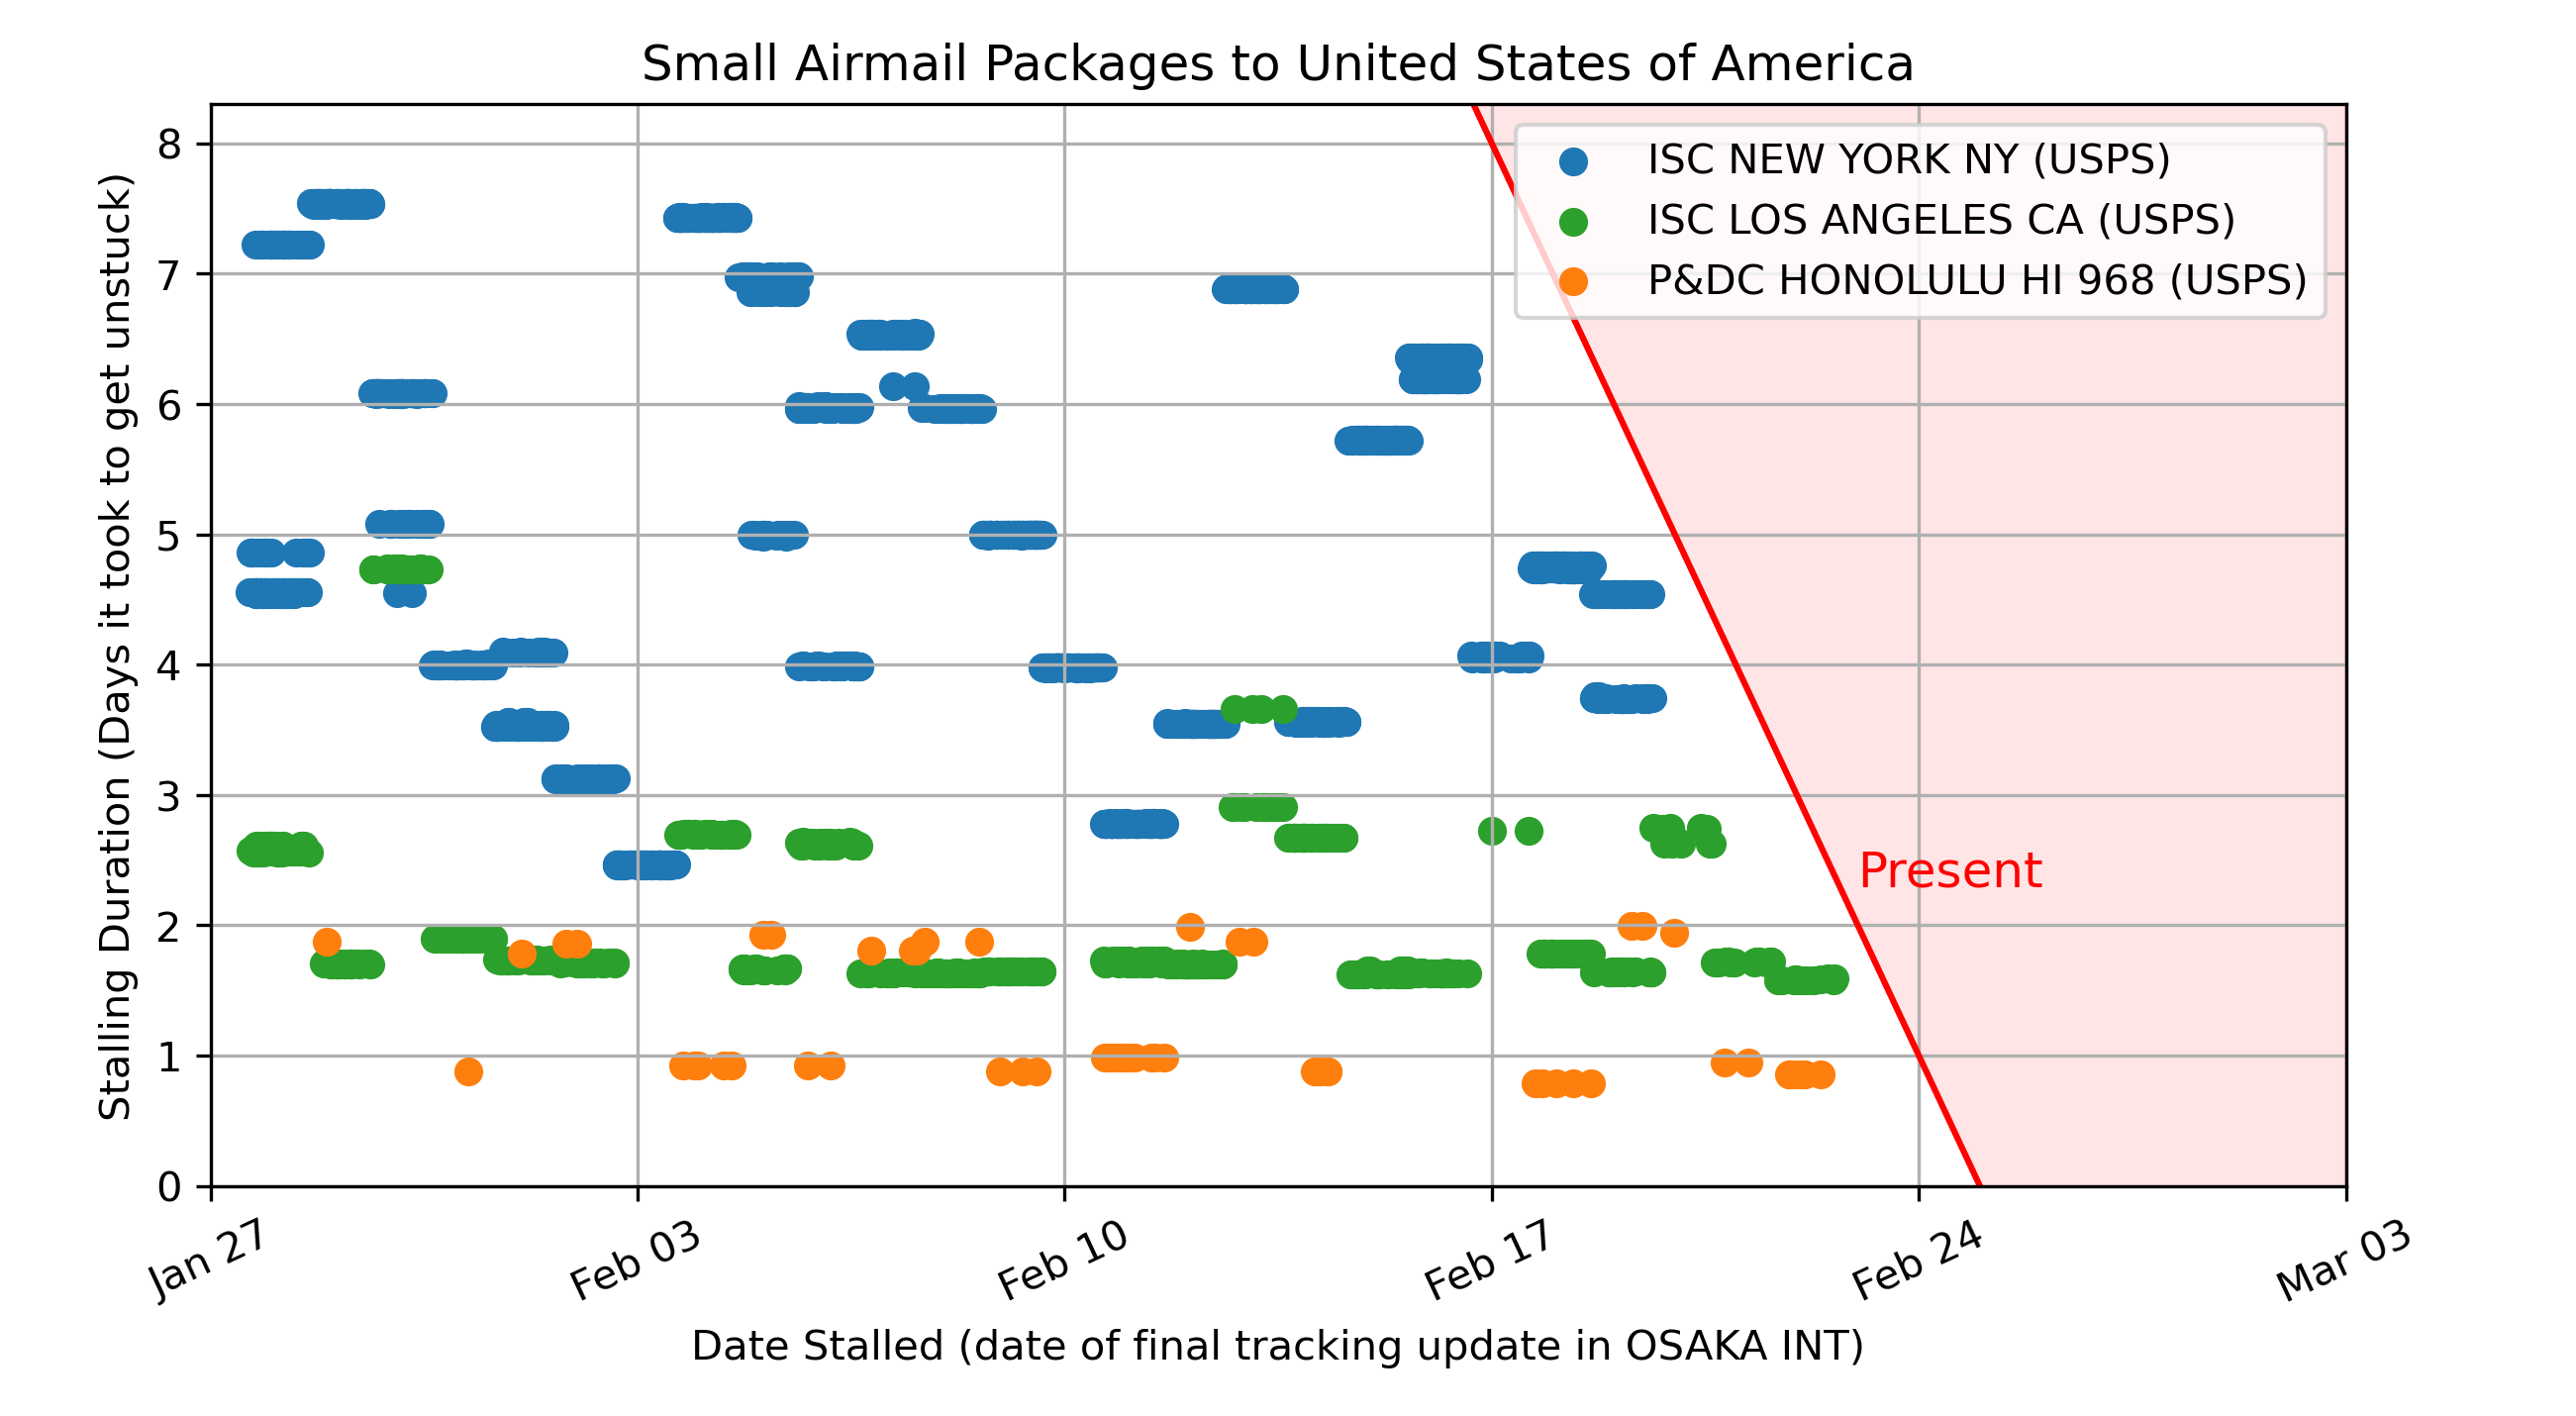 Small Airmail Packages to United States of America
ISC NEW YORK NY (USPS)
ISC LOS ANGELES CA (USPS)
P&DC HONOLULU HI 968 (USPS)
Present
Stalling Duration (Days it took to get unstuck)
8
7
6
5
4
3
2
1
0
Jan 27
Feb 03
Feb 10
Feb 17
Feb 24
Mar 03
Date Stalled (date of final tracking update in OSAKA INT)